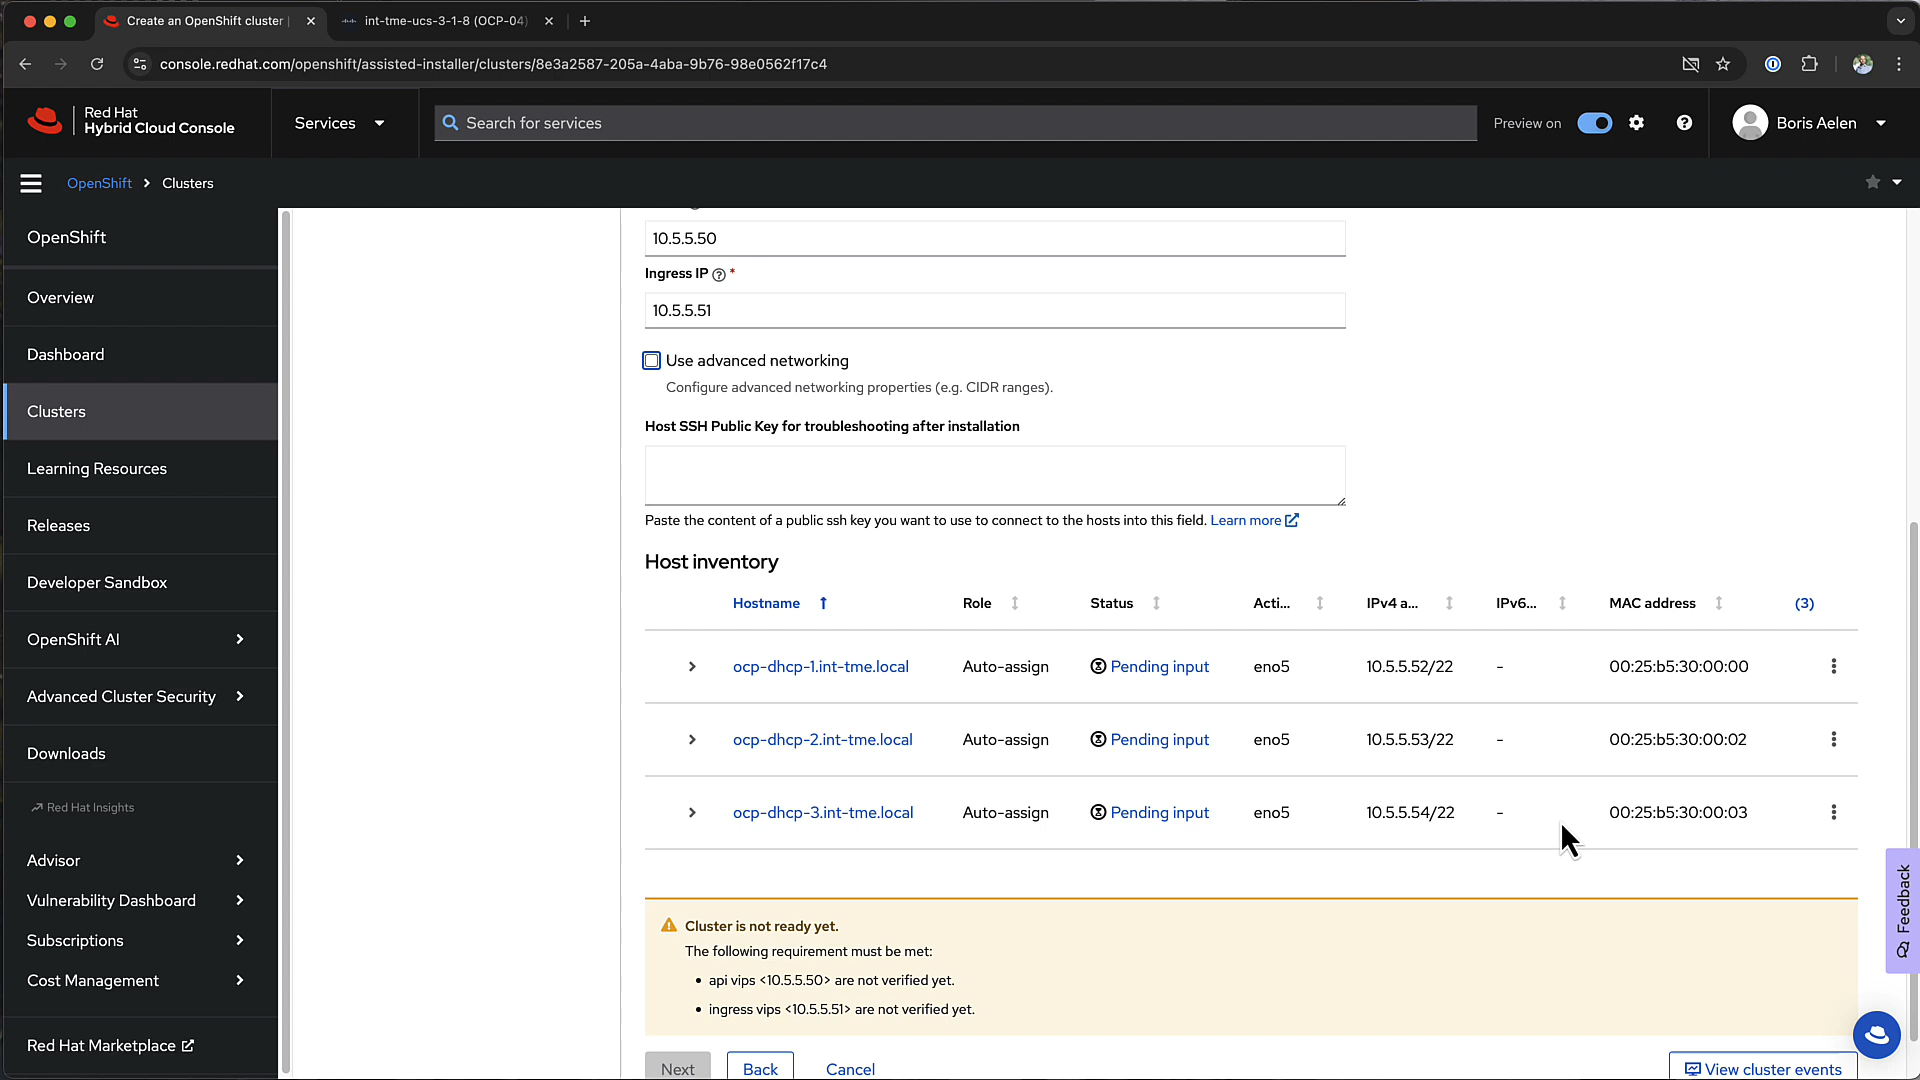 Create an OpenShift cluster |
int-tme-ucs-3-1-8 (OCP-04)
console.redhat.com/openshift/assisted-installer/clusters/8e3a2587-205a-4aba-9b76-98e0562f17c4
Red Hat
Hybrid Cloud Console
Services
Search for services
Preview on
Boris Aelen
OpenShift
Clusters
OpenShift
Overview
Dashboard
Clusters
Learning Resources
Releases
Developer Sandbox
OpenShift AI
Advanced Cluster Security
Downloads
Red Hat Insights
Advisor
Vulnerability Dashboard
Subscriptions
Cost Management
Red Hat Marketplace
10.5.5.50
Ingress IP *
10.5.5.51
Use advanced networking
Configure advanced networking properties (e.g. CIDR ranges).
Host SSH Public Key for troubleshooting after installation
Paste the content of a public ssh key you want to use to connect to the hosts into this field. Learn more
Host inventory
Hostname Role Status Acti... IPv4 a... IPv6... MAC address (3)
ocp-dhcp-1.int-tme.local Auto-assign Pending input eno5 10.5.5.52/22 - 00:25:b5:30:00:00
ocp-dhcp-2.int-tme.local Auto-assign Pending input eno5 10.5.5.53/22 - 00:25:b5:30:00:02
ocp-dhcp-3.int-tme.local Auto-assign Pending input eno5 10.5.5.54/22 - 00:25:b5:30:00:03
Cluster is not ready yet.
The following requirement must be met:
• api vips <10.5.5.50> are not verified yet.
• ingress vips <10.5.5.51> are not verified yet.
Next
Back
Cancel
View cluster events
Feedback